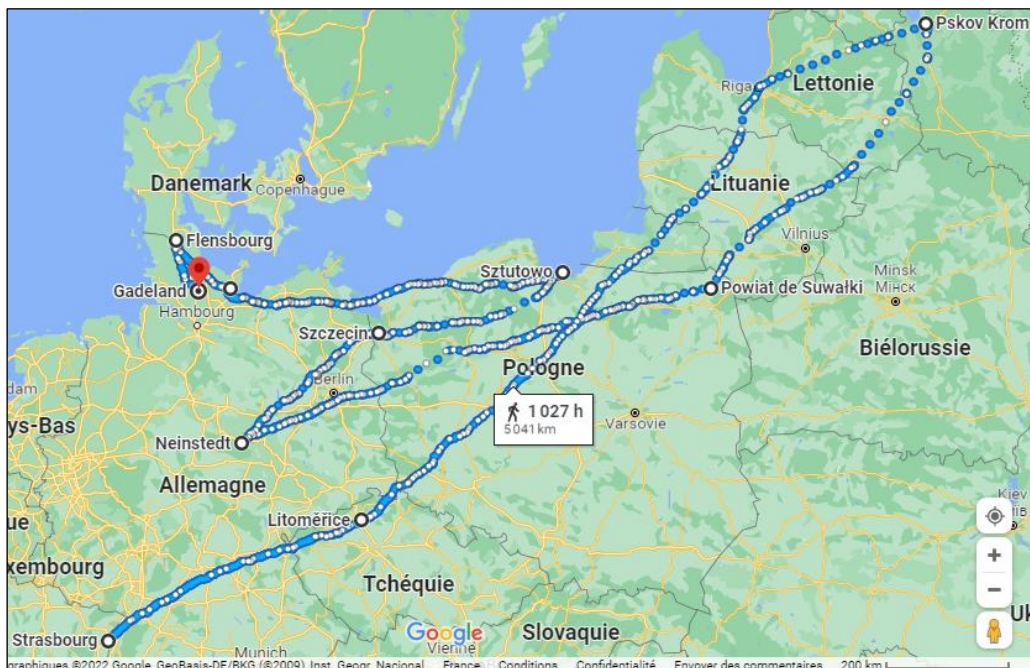 Pskov Krom
Riga
Lettonie
Danemark
Copenhague
Lituanie
Flensbourg
Vilnius
Sztutowo
Gadeland
Powiat de Suwałki
Minsk
Мінск
Hambourg
Szczecin
Biélorussie
Pologne
Berlin
1 027 h
5 041 km
Varsovie
ys-Bas
Neinstedt
Allemagne
Litoměřice
Kiev
xembourg
Tchéquie
Strasbourg
Google
Slovaquie
Uk
Munich
Vienne
graphiques ©2022 Google, GeoBasis-DE/BKG (©2009), Inst. Geogr. Nacional France Conditions Confidentialité Envoyer des commentaires 200 km